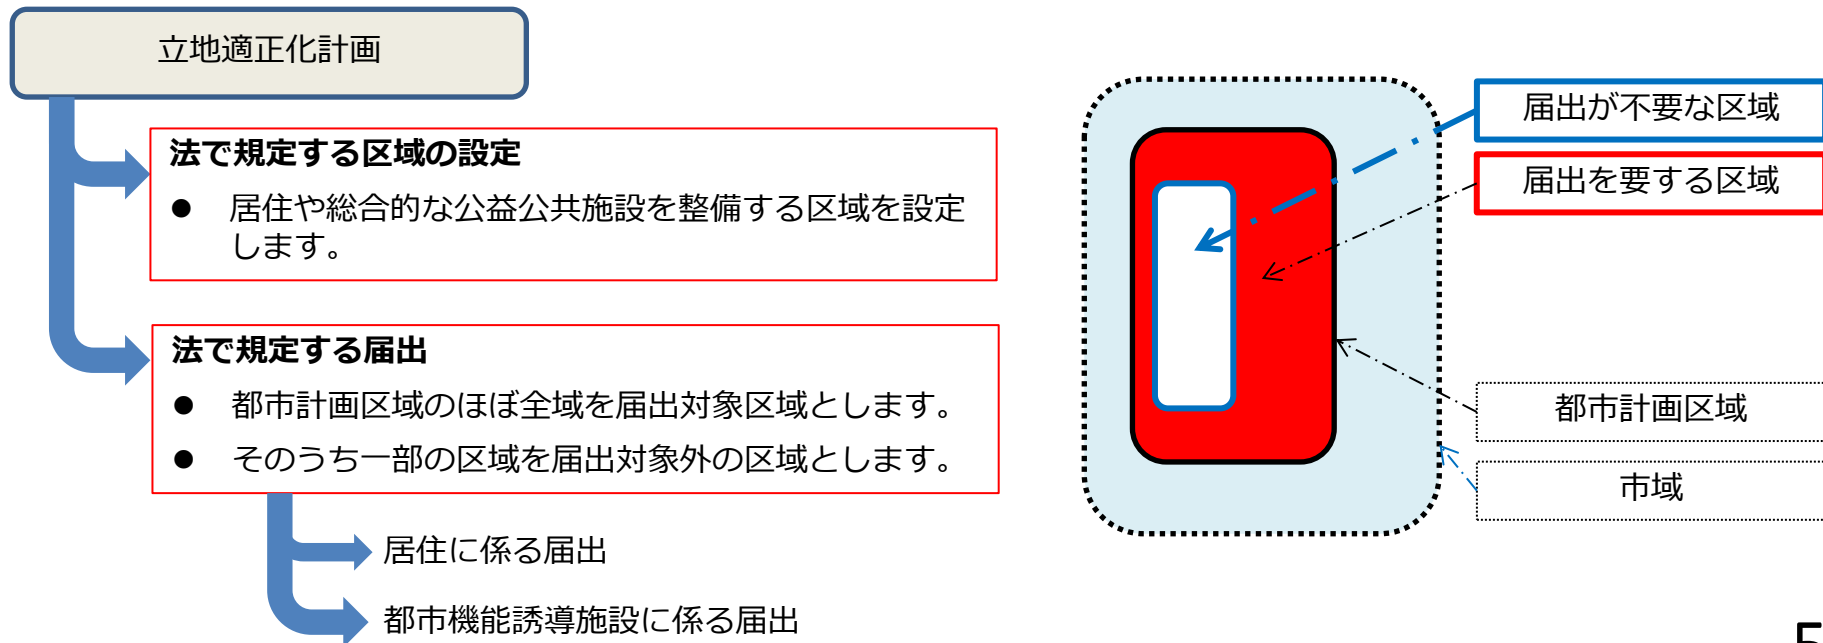 立地適正化計画
法で規定する区域の設定
● 居住や総合的な公益公共施設を整備する区域を設定
します。
法で規定する届出
● 都市計画区域のほぼ全域を届出対象区域とします。
● そのうち一部の区域を届出対象外の区域とします。
居住に係る届出
都市機能誘導施設に係る届出
届出が不要な区域
届出を要する区域
都市計画区域
市域
5